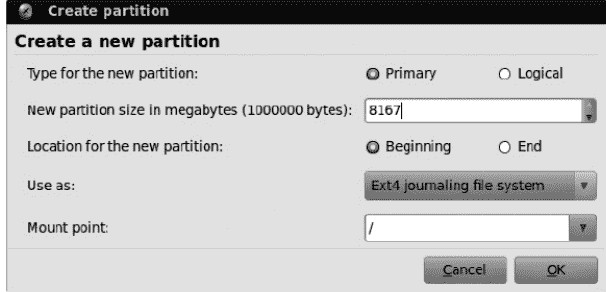 Create partition
Create a new partition
Type for the new partition: Primary Logical
New partition size in megabytes (1000000 bytes): 8167
Location for the new partition: Beginning End
Use as: Ext4 journaling file system
Mount point: /
Cancel OK